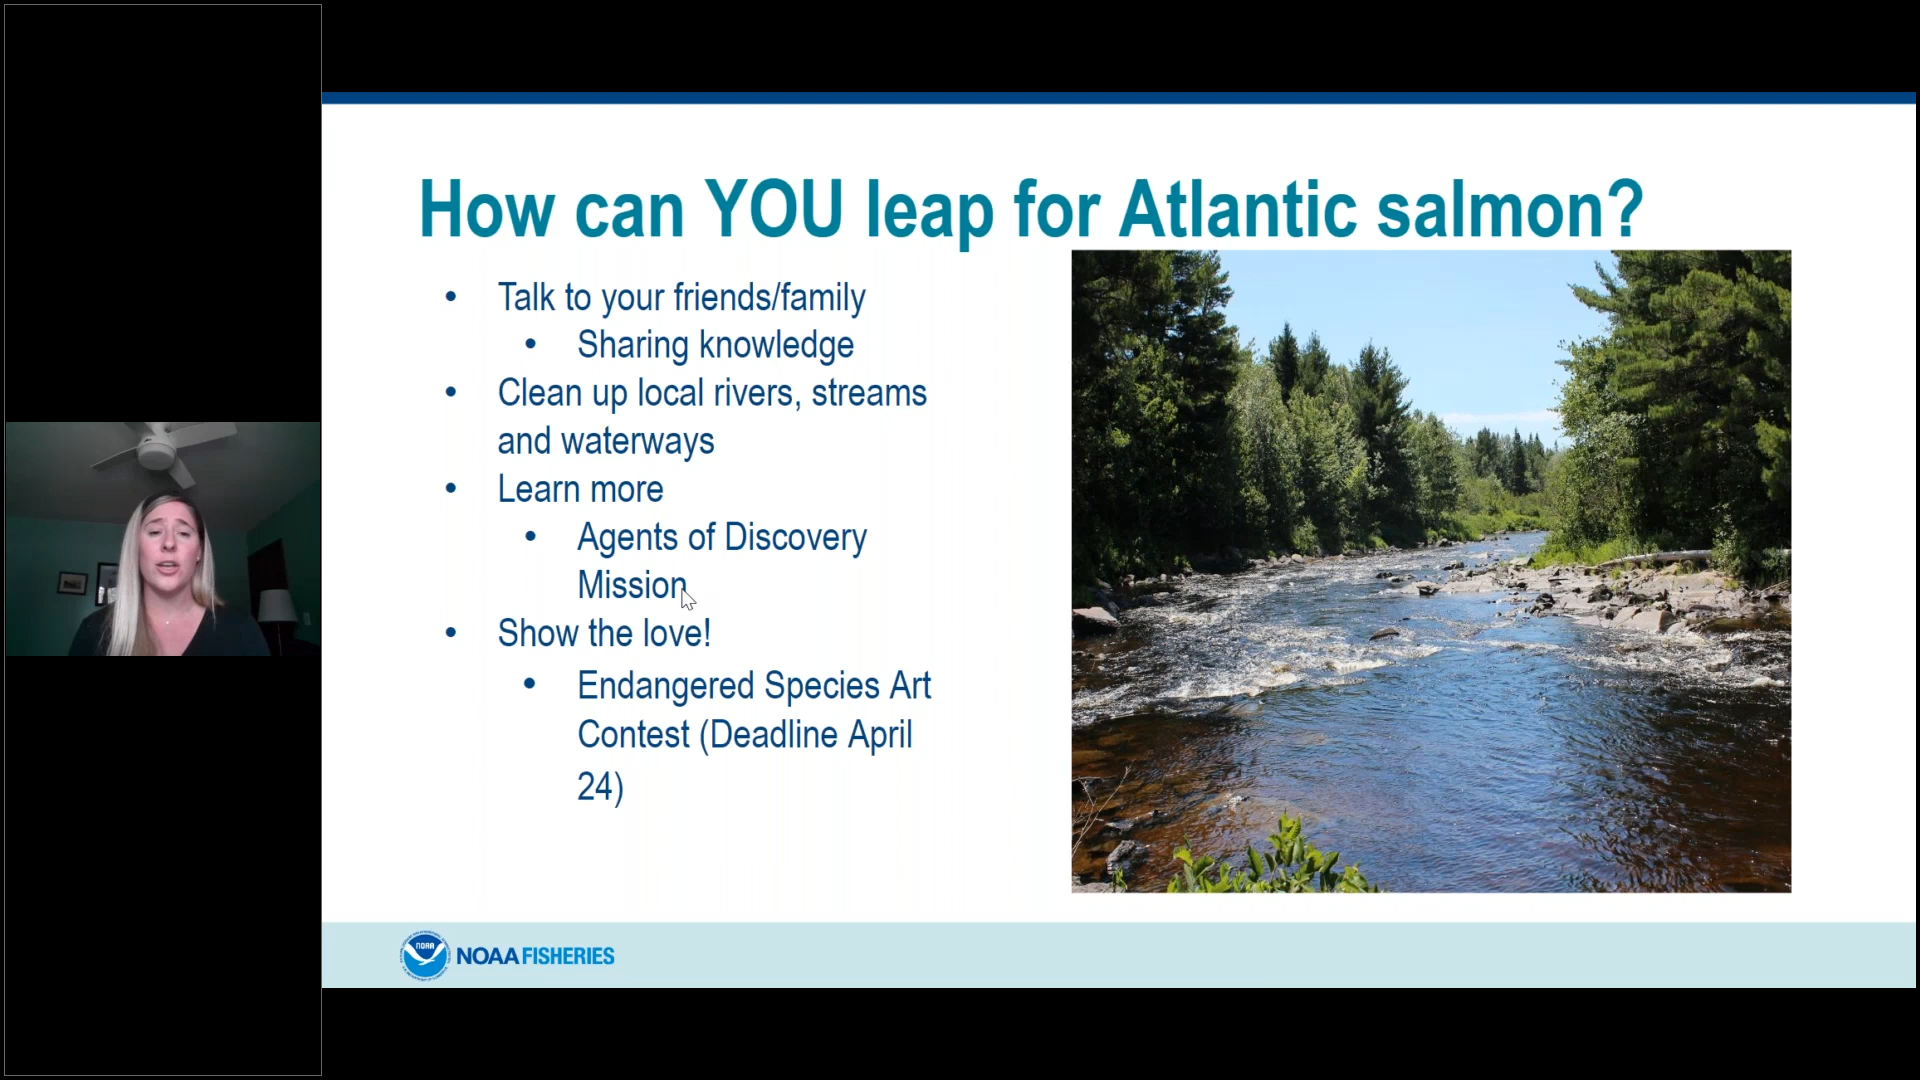 How can YOU leap for Atlantic salmon?
• Talk to your friends/family
• Sharing knowledge
• Clean up local rivers, streams
and waterways
• Learn more
• Agents of Discovery
Mission
• Show the love!
• Endangered Species Art
Contest (Deadline April
24)
NOAA
NOAA FISHERIES